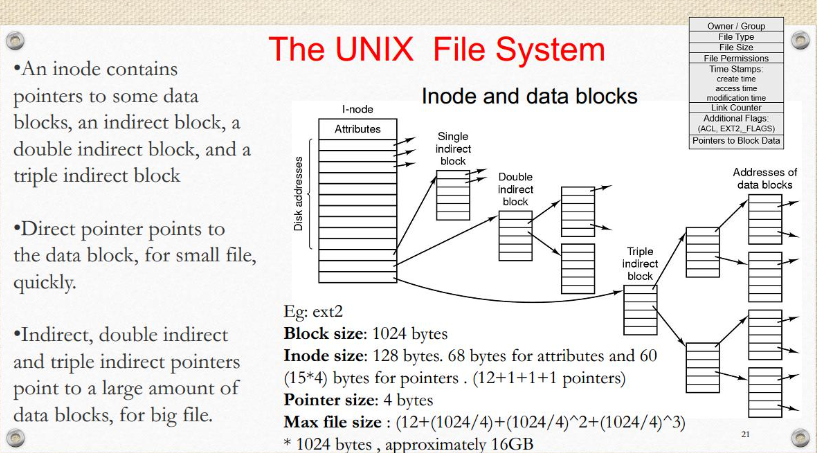 The UNIX File System
•An inode contains
pointers to some data
blocks, an indirect block, a
double indirect block, and a
triple indirect block
•Direct pointer points to
the data block, for small file,
quickly.
•Indirect, double indirect
and triple indirect pointers
point to a large amount of
data blocks, for big file.
Owner / Group
File Type
File Size
File Permissions
Time Stamps:
create time
access time
modification time
Link Counter
Additional Flags:
(ACL, EXT2_FLAGS)
Pointers to Block Data
Inode and data blocks
I-node
Attributes
Disk addresses
Single
indirect
block
Double
indirect
block
Triple
indirect
block
Addresses of
data blocks
Eg: ext2
Block size: 1024 bytes
Inode size: 128 bytes. 68 bytes for attributes and 60
(15*4) bytes for pointers . (12+1+1+1 pointers)
Pointer size: 4 bytes
Max file size : (12+(1024/4)+(1024/4)^2+(1024/4)^3)
* 1024 bytes , approximately 16GB
21